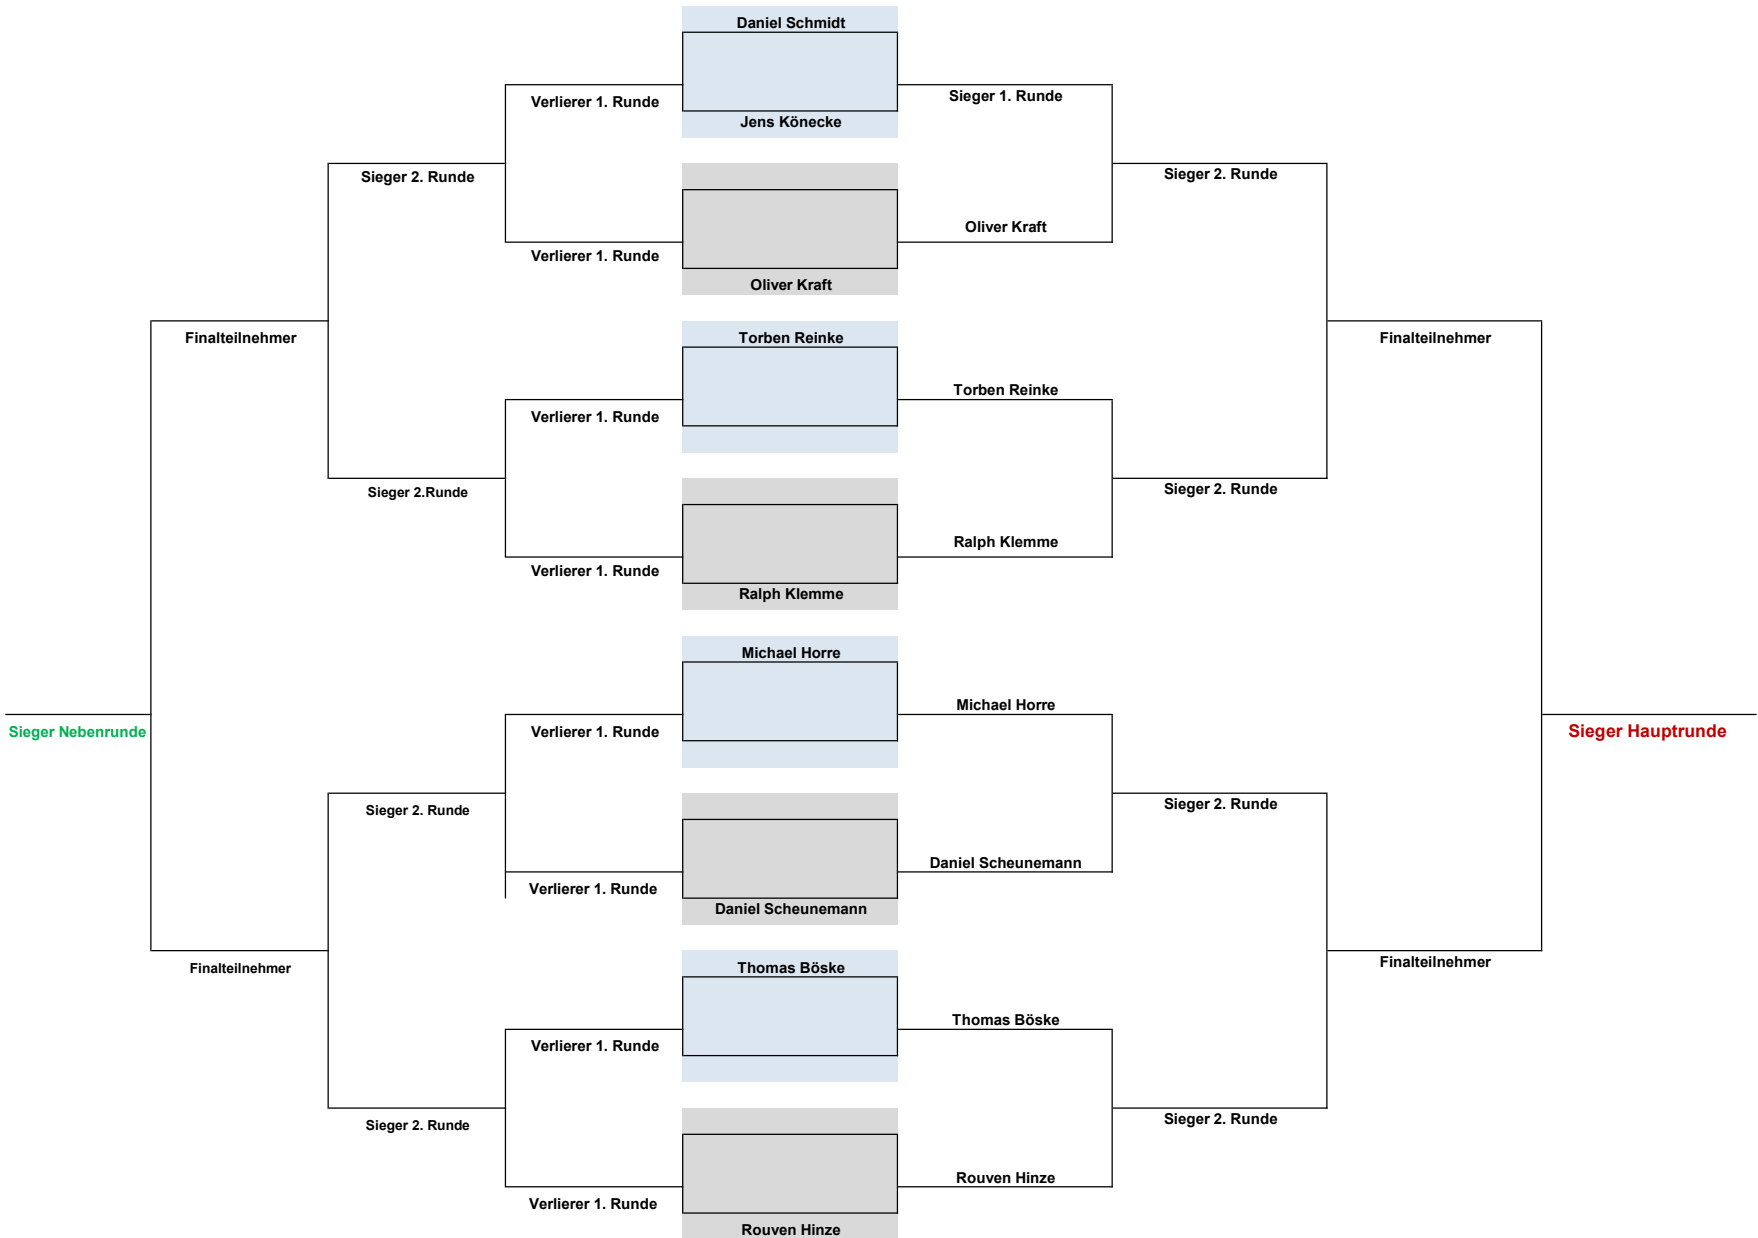 Daniel Schmidt
Verlierer 1. Runde
Sieger 1. Runde
Jens Könecke
Sieger 2. Runde
Sieger 2. Runde
Oliver Kraft
Verlierer 1. Runde
Oliver Kraft
Finalteilnehmer
Torben Reinke
Finalteilnehmer
Torben Reinke
Verlierer 1. Runde
Sieger 2.Runde
Sieger 2. Runde
Ralph Klemme
Verlierer 1. Runde
Ralph Klemme
Michael Horre
Michael Horre
Sieger Nebenrunde
Verlierer 1. Runde
Sieger Hauptrunde
Sieger 2. Runde
Sieger 2. Runde
Daniel Scheunemann
Verlierer 1. Runde
Daniel Scheunemann
Finalteilnehmer
Thomas Böske
Finalteilnehmer
Thomas Böske
Verlierer 1. Runde
Sieger 2. Runde
Sieger 2. Runde
Rouven Hinze
Verlierer 1. Runde
Rouven Hinze